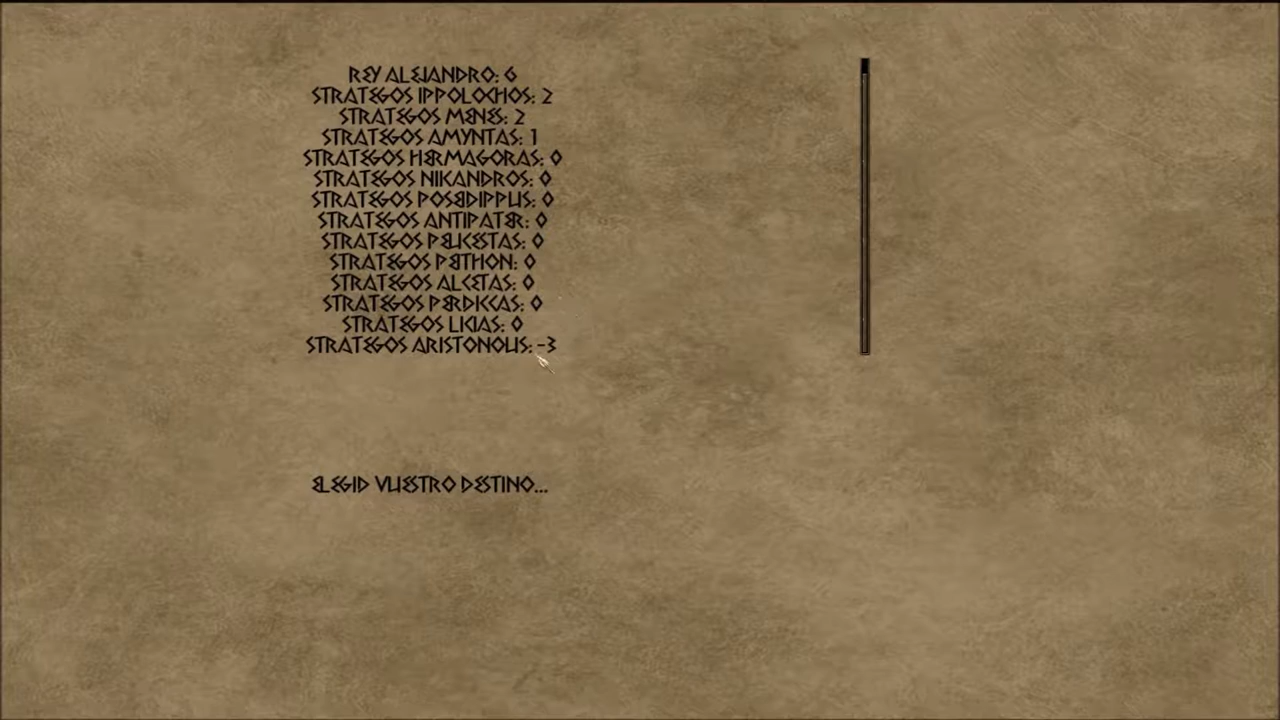 REY ALEJANDRO: 6
STRATEGOS IPPOLOCHOS: 2
STRATEGOS MENES: 2
STRATEGOS AMYNTAS: 1
STRATEGOS HERMAGORAS: 0
STRATEGOS NIKANDROS: 0
STRATEGOS POSEIDIPPUS: 0
STRATEGOS ANTIPATER: 0
STRATEGOS PEUCESTAS: 0
STRATEGOS PEITHON: 0
STRATEGOS ALCETAS: 0
STRATEGOS PERDICCAS: 0
STRATEGOS LICIAS: 0
STRATEGOS ARISTONOUS: -3
ELEGID VUESTRO DESTINO...